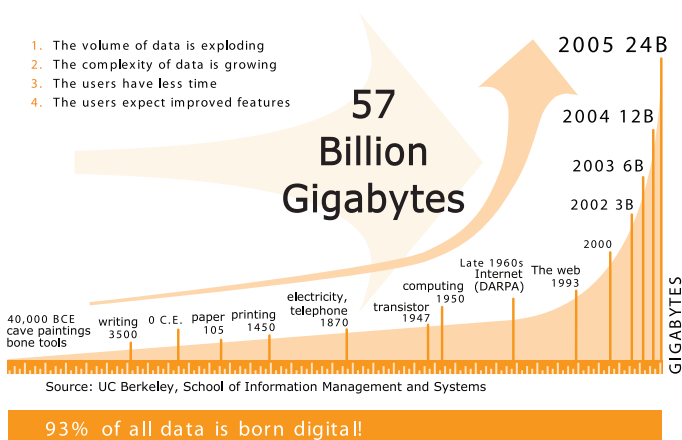 1. The volume of data is exploding
2. The complexity of data is growing
3. The users have less time
4. The users expect improved features
57
Billion
Gigabytes
2005 24B
2004 12B
2003 6B
2002 3B
2000
The web
1993
Late 1960s
Internet
(DARPA)
computing
1950
transistor
1947
electricity,
telephone
1870
printing
1450
paper
105
0 C.E.
writing
3500
40,000 BCE
cave paintings
bone tools
GIGABYTES
Source: UC Berkeley, School of Information Management and Systems
93% of all data is born digital!